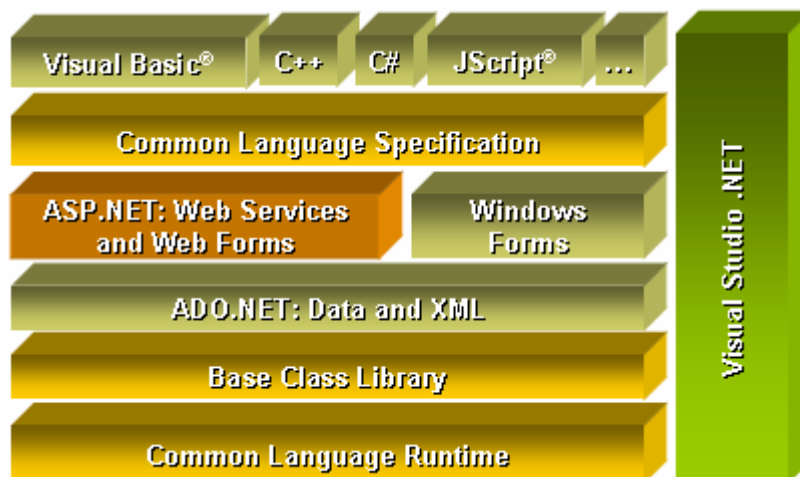 Visual Basic®
C++
C#
JScript®
...
Common Language Specification
ASP.NET: Web Services
and Web Forms
Windows
Forms
ADO.NET: Data and XML
Base Class Library
Common Language Runtime
Visual Studio .NET